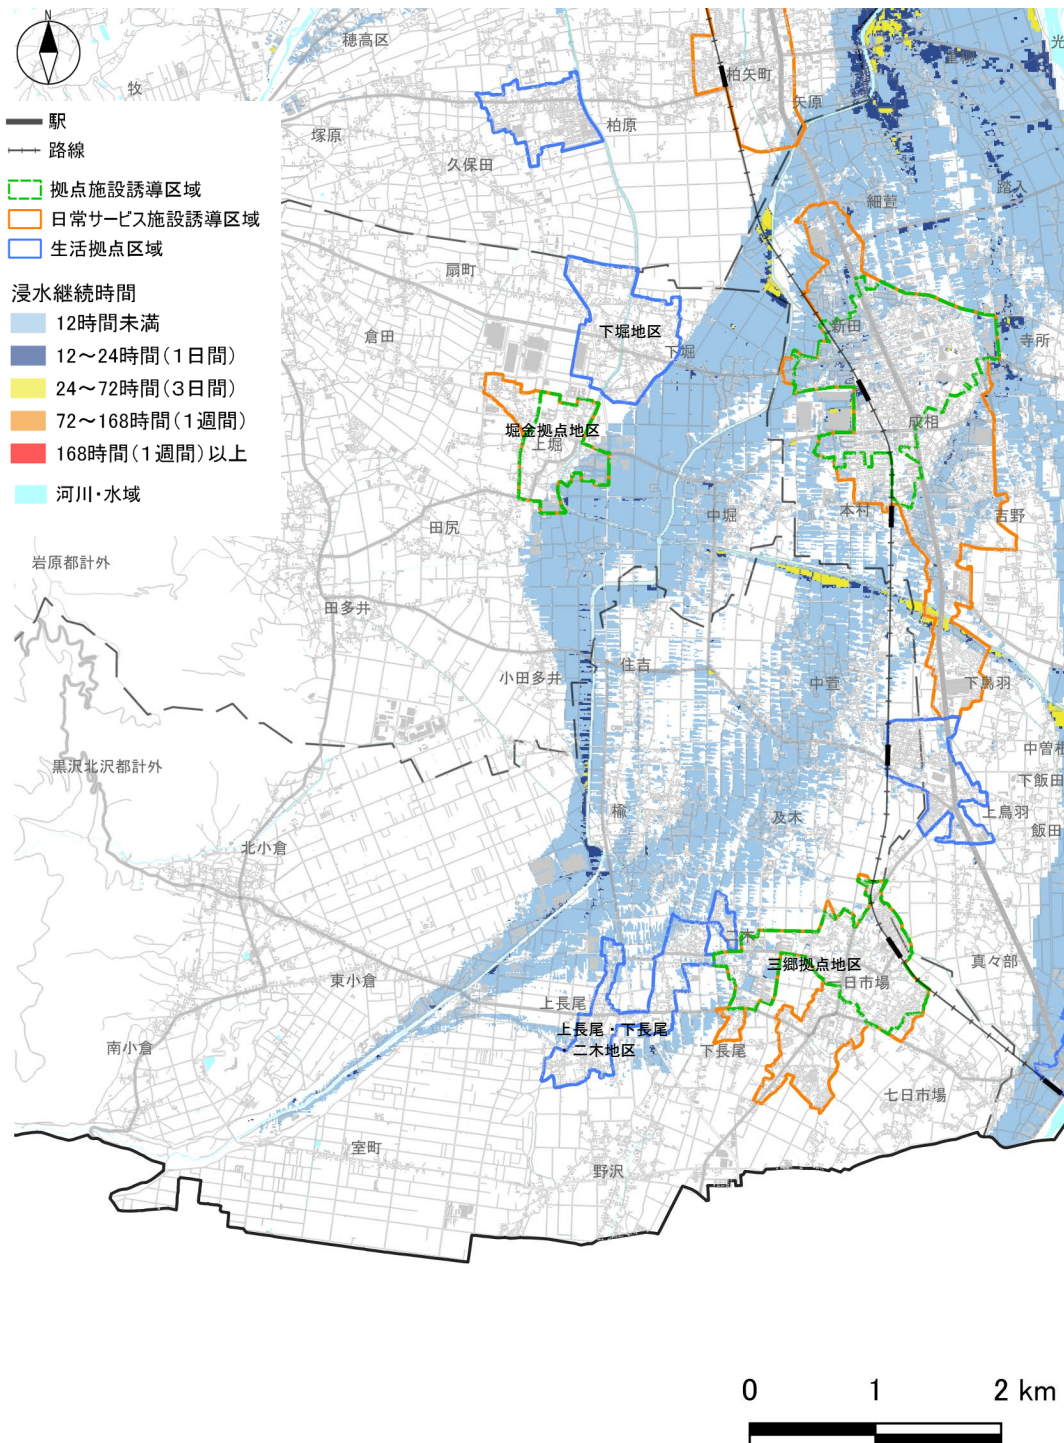 N
穂高区
柏矢町
光
重柳
牧
矢原
駅
塚原
柏原
路線
久保田
踏入
拠点施設誘導区域
細萱
日常サービス施設誘導区域
生活拠点区域
扇町
浸水継続時間
12時間未満
倉田
下堀地区
新田
寺所
下堀
12～24時間(1日間)
24～72時間(3日間)
72～168時間(1週間)
堀金拠点地区
成相
上堀
168時間(1週間)以上
河川・水域
中堀
本村
吉野
田尻
岩原都計外
田多井
住吉
小田多井
中萱
下鳥羽
黒沢北沢都計外
中曽根
下飯田
楡
及木
上鳥羽
飯田
北小倉
二木
三郷拠点地区
真々部
東小倉
日市場
上長尾
上長尾・下長尾
・二木地区
下長尾
南小倉
七日市場
室町
野沢
0 1 2 km